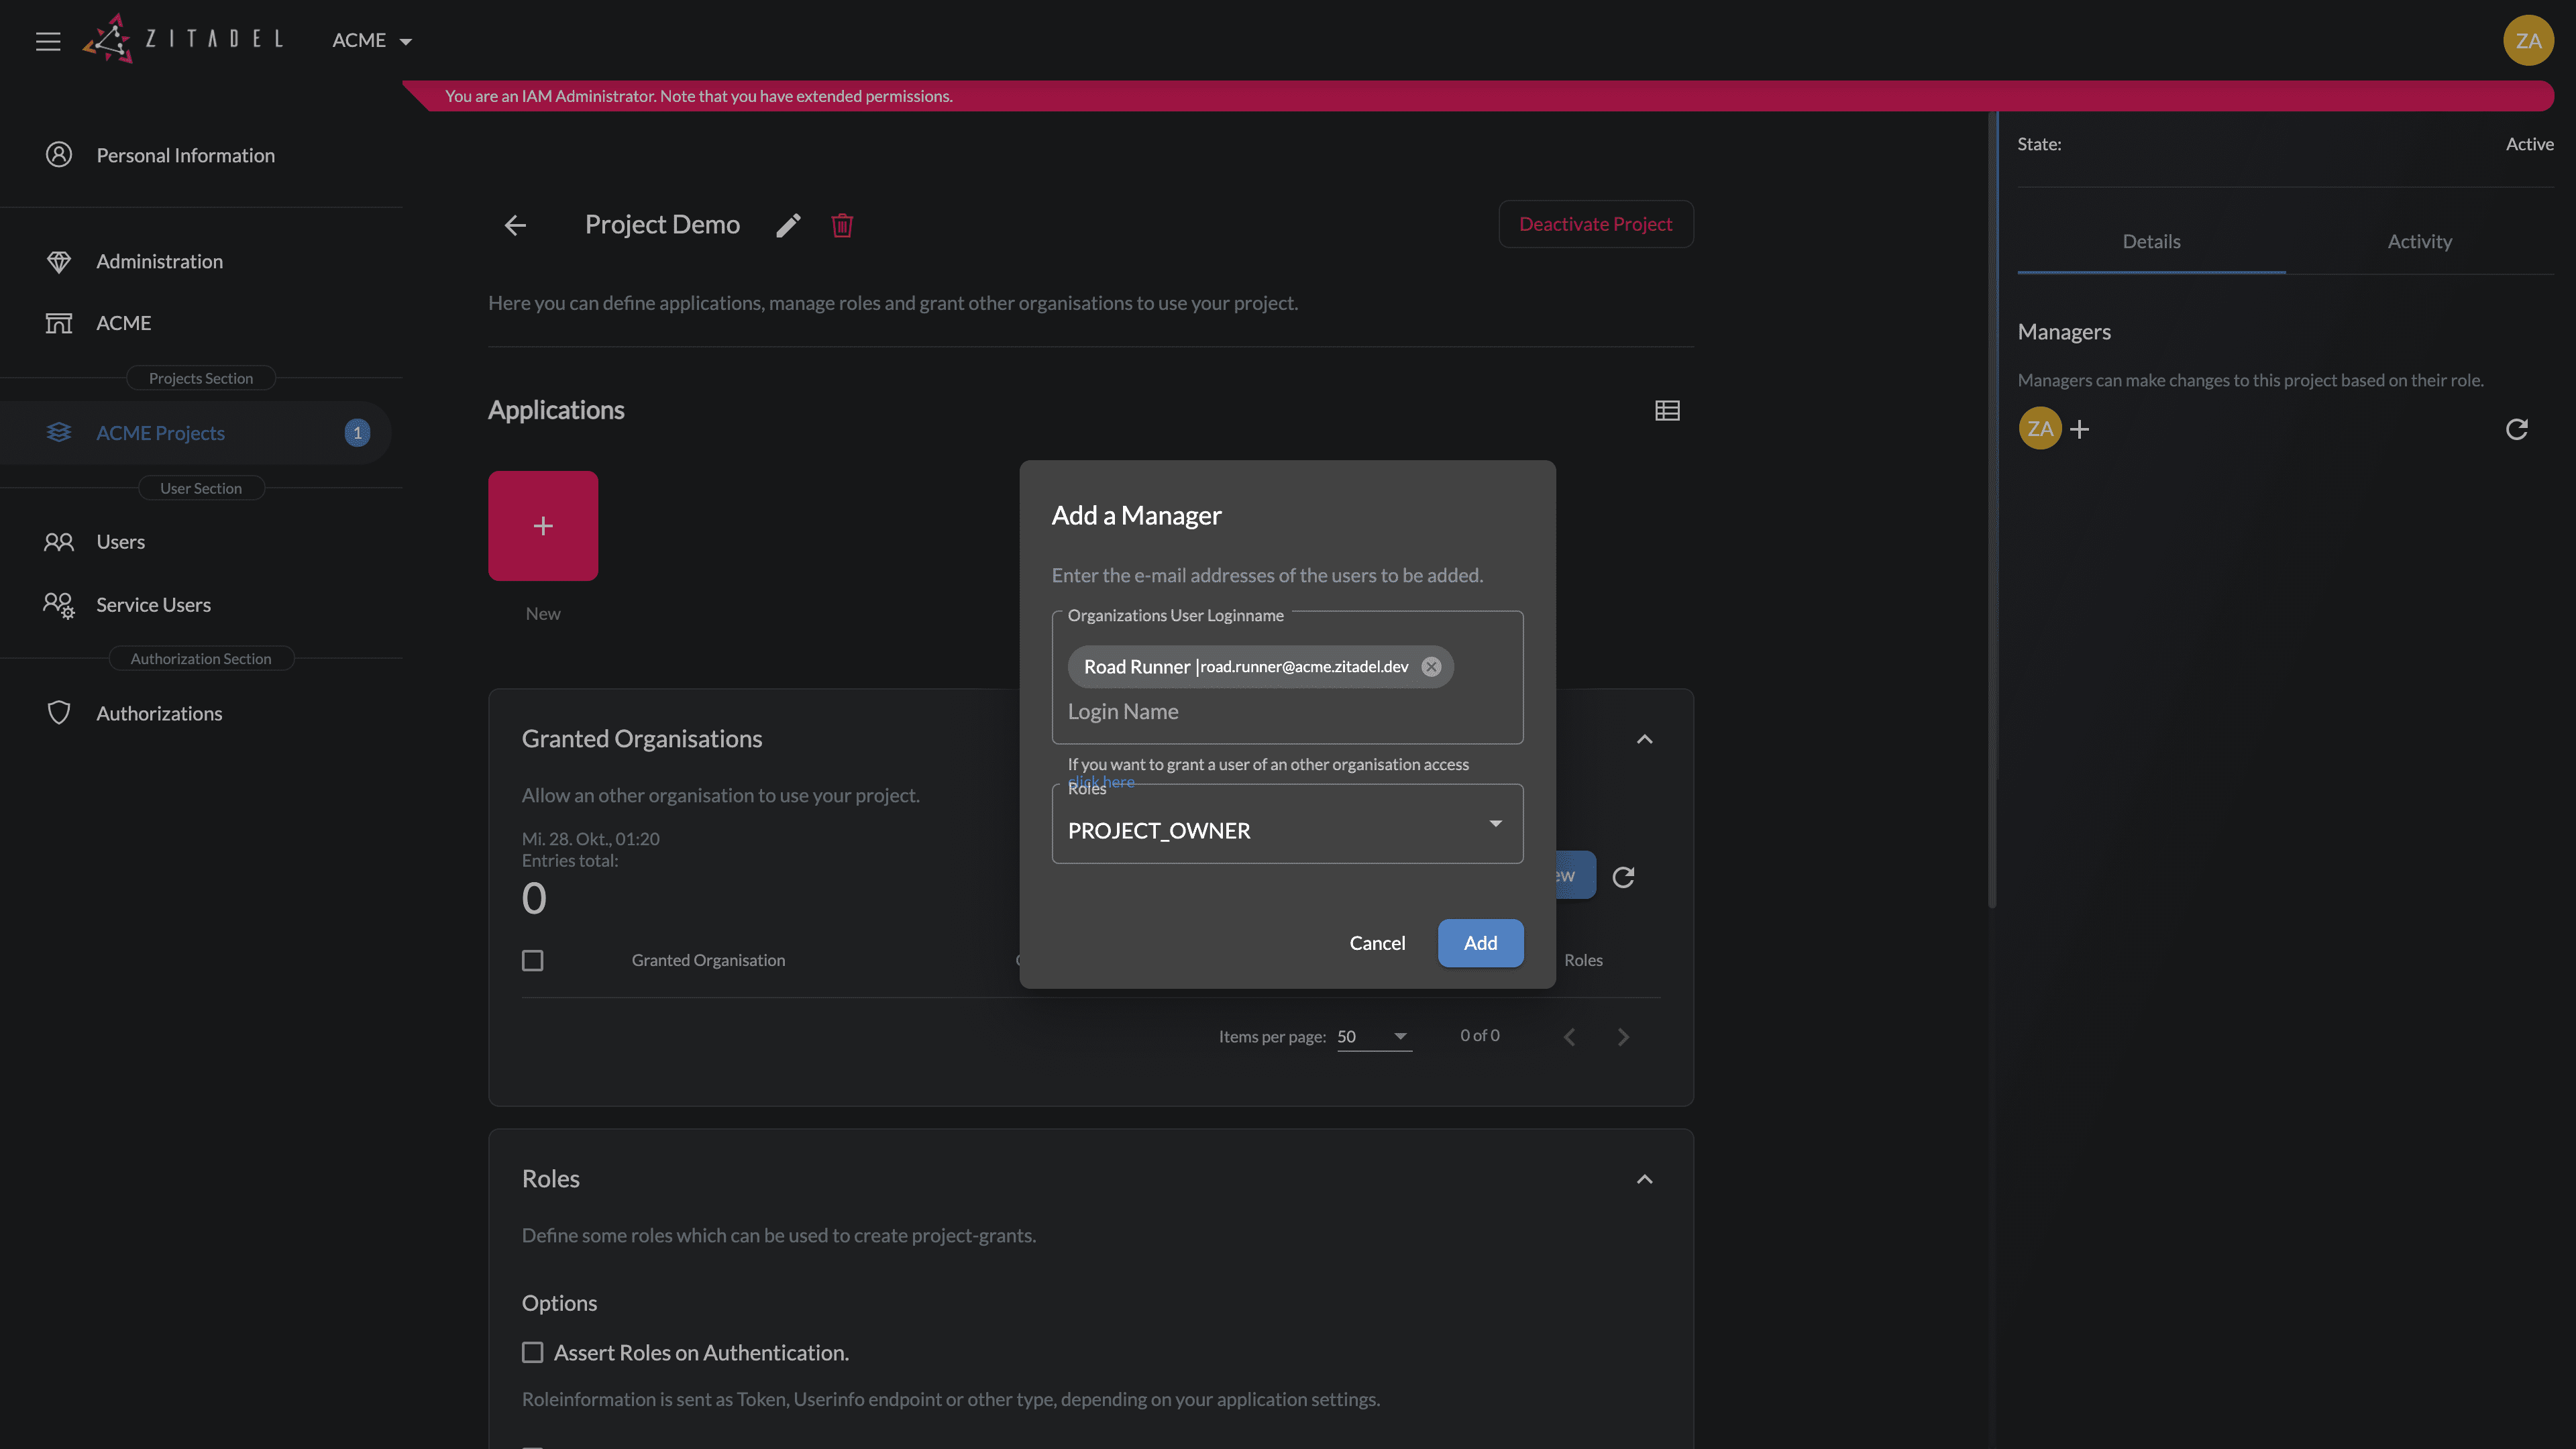 ZITADEL
ACME
ZA
You are an IAM Administrator. Note that you have extended permissions.
Personal Information
Administration
ACME
Projects Section
ACME Projects
1
User Section
Users
Service Users
Authorization Section
Authorizations
Project Demo
Deactivate Project
Here you can define applications, manage roles and grant other organisations to use your project.
Applications
New
Granted Organisations
Allow an other organisation to use your project.
Mi. 28. Okt., 01:20
Entries total:
0
Granted Organisation
Roles
Items per page:
50
0 of 0
Roles
Define some roles which can be used to create project-grants.
Options
Assert Roles on Authentication.
Roleinformation is sent as Token, Userinfo endpoint or other type, depending on your application settings.
Add a Manager
Enter the e-mail addresses of the users to be added.
Organizations User Loginname
Road Runner |road.runner@acme.zitadel.dev
Login Name
If you want to grant a user of an other organisation access
click here
Roles
PROJECT_OWNER
Cancel
Add
State:
Active
Details
Activity
Managers
Managers can make changes to this project based on their role.
ZA